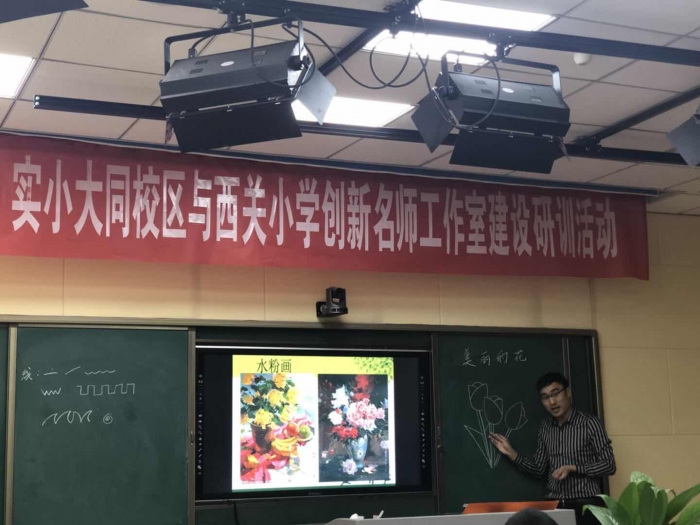 实小大同校区与西关小学创新名师工作室建设研训活动
线:
水粉画
美丽的花